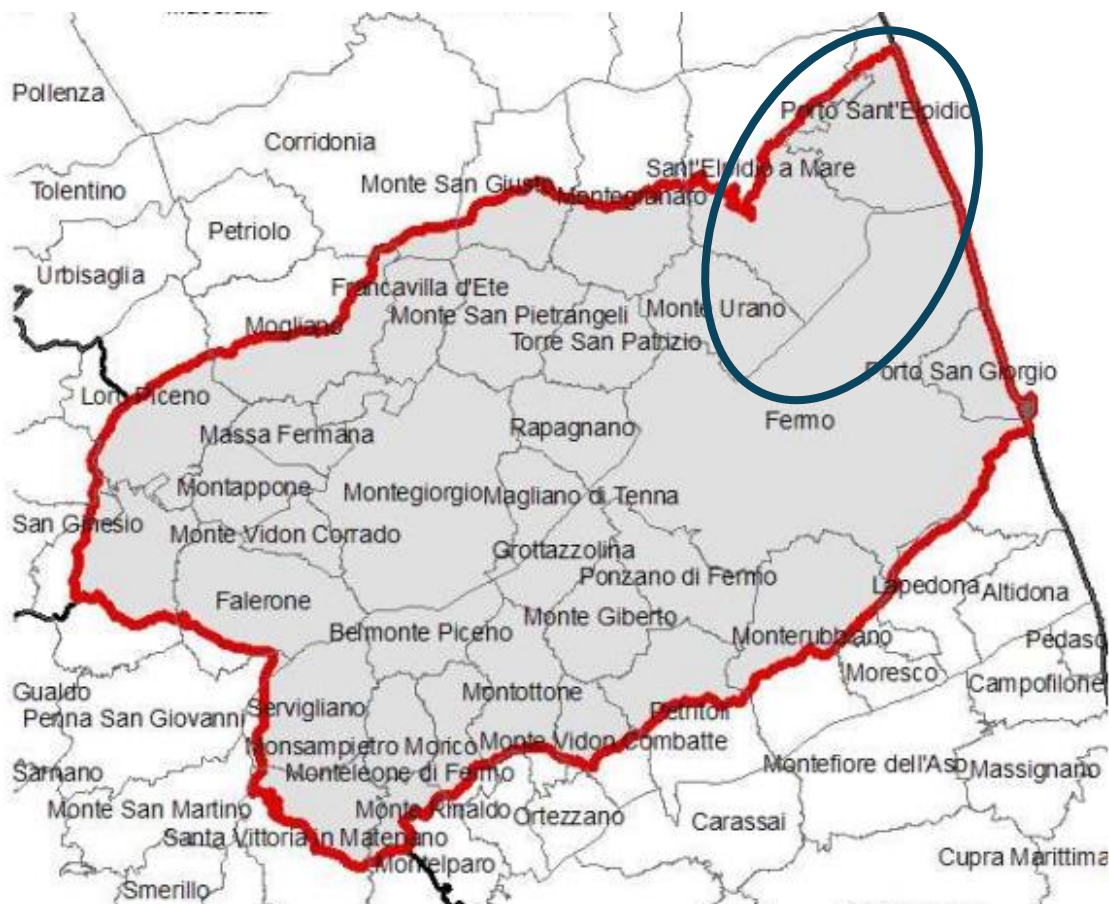 Pollenza
Corridonia
Porto Sant'Elpidio
Tolentino
Monte San Giusto
Sant'Elpidio a Mare
Montegranaro
Petriolo
Urbisaglia
Francavilla d'Ete
Mogliano
Monte San Pietrangeli
Monte Urano
Torre San Patrizio
Porto San Giorgio
Loro Piceno
Massa Fermana
Rapagnano
Fermo
Montappone
Montegiorgio
Magliano di Tenna
San Ginesio
Monte Vidon Corrado
Grottazzolina
Ponzano di Fermo
Falerone
Lapedona
Altidona
Monte Giberto
Belmonte Piceno
Monterubbiano
Pedaso
Moresco
Gualdo
Campofilone
Montottone
Penna San Giovanni
Servigliano
Petritoli
Monsampietro Morico
Monte Vidon Combatte
Sarnano
Monteleone di Fermo
Montefiore dell'Aso
Massignano
Monte San Martino
Monte Rinaldo
Ortezzano
Carassai
Santa Vittoria in Matenano
Montelparo
Cupra Marittima
Smerillo